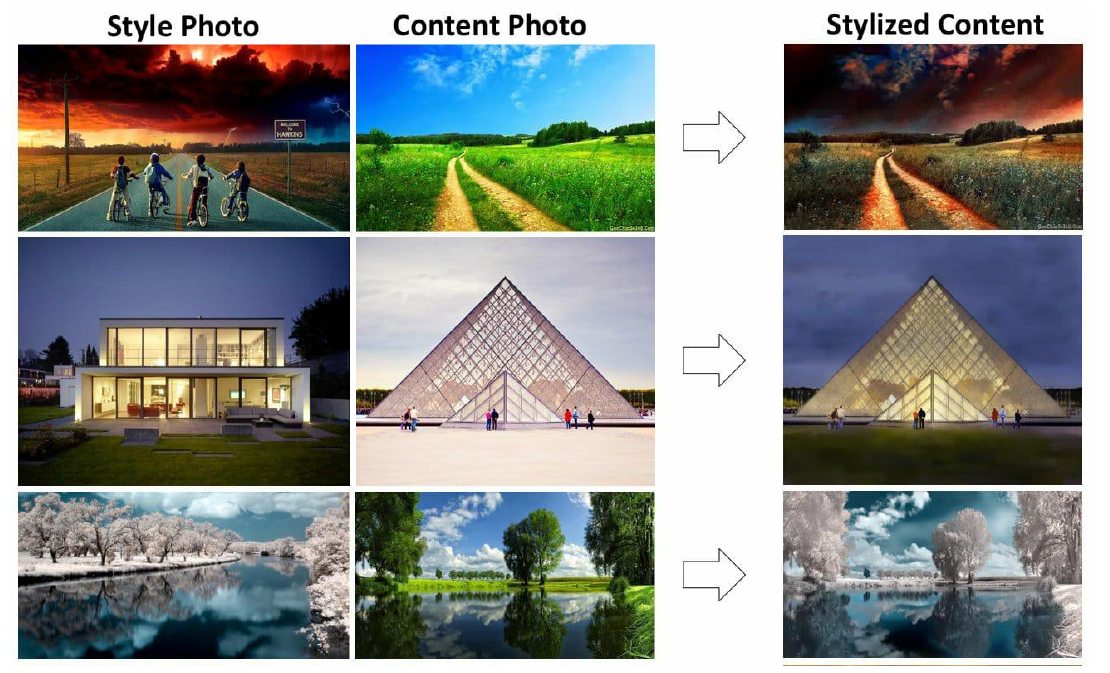 Style Photo
Content Photo
Stylized Content
WELCOME
TO
HAWKINS